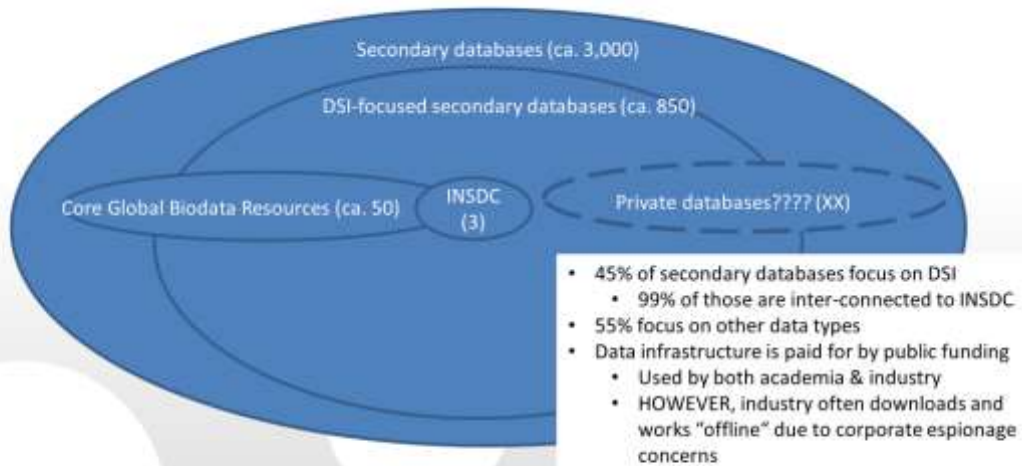 Secondary databases (ca. 3,000)
DSI-focused secondary databases (ca. 850)
Core Global Biodata Resources (ca. 50)
INSDC
(3)
Private databases???? (XX)
• 45% of secondary databases focus on DSI
• 99% of those are inter-connected to INSDC
• 55% focus on other data types
• Data infrastructure is paid for by public funding
• Used by both academia & industry
• HOWEVER, industry often downloads and
works "offline" due to corporate espionage
concerns